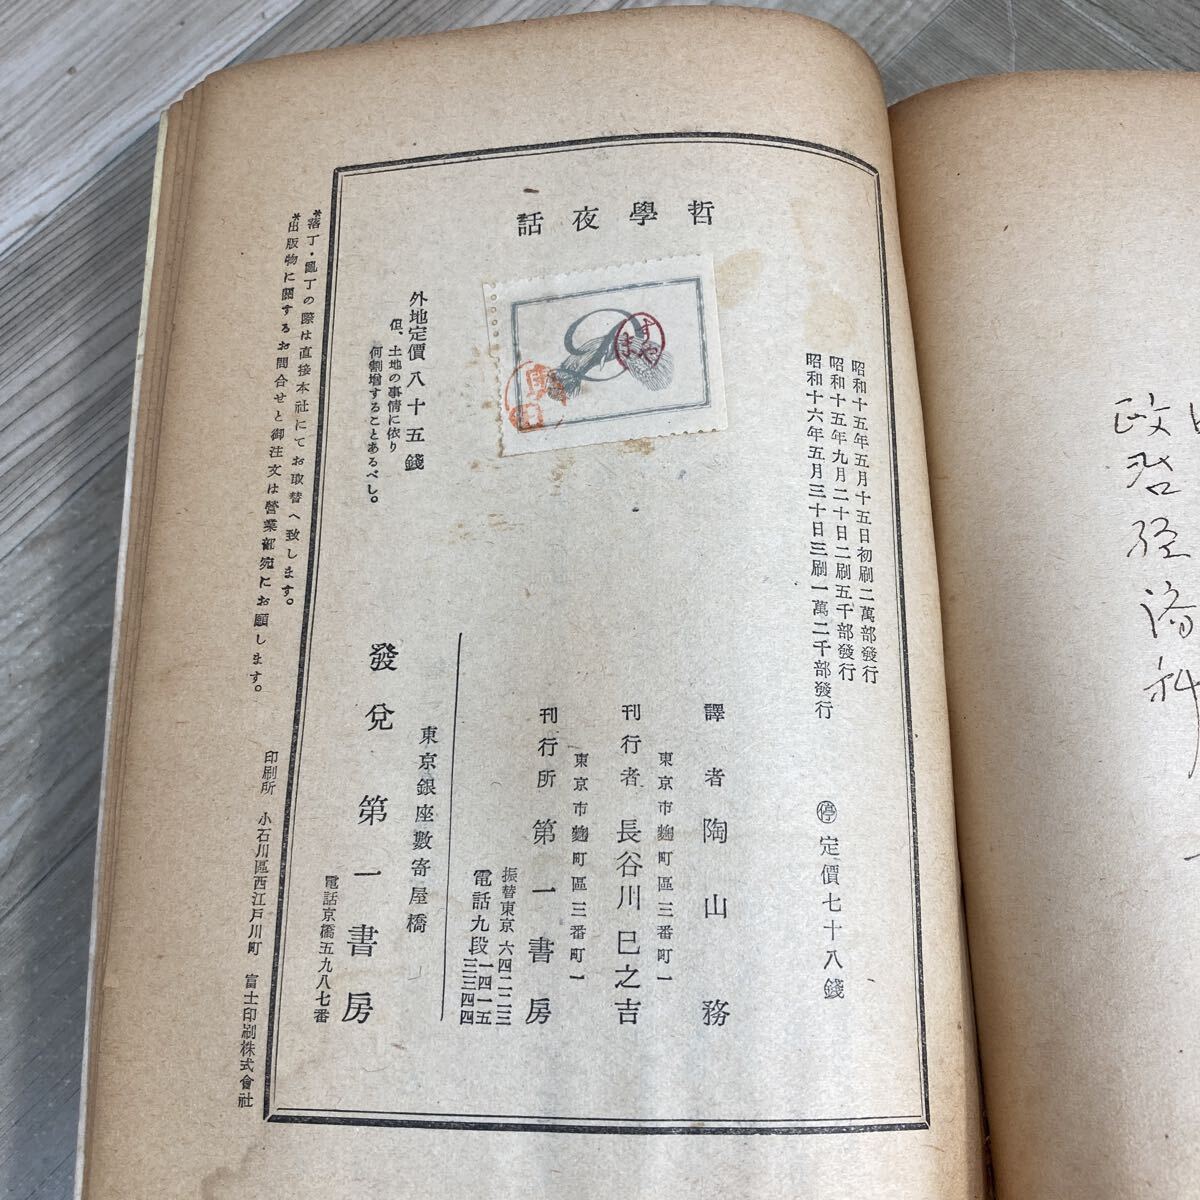 哲學夜話
昭和十五年五月十五日初刷二萬部發行
昭和十五年九月二十日二刷五千部發行
昭和十六年五月三十日三刷一萬二千部發行
㊡定價七十八錢
外地定價八十五錢
但、土地の事情に依り
何割增することあるべし。
すやま
譯者 陶山務
東京市麴町區三番町一
刊行者 長谷川巳之吉
東京市麴町區三番町一
刊行所 第一書房
振替東京 六四二二三
電話九段 一四一五
三三四四
東京銀座數寄屋橋
發兌 第一書房
電話京橋五九八七番
*落丁・亂丁の際は直接本社にてお取替へ致します。
*出版物に關するお問合せと御注文は營業部宛にお願します。
印刷所 小石川區西江戸川町 富士印刷株式會社
政治経済科